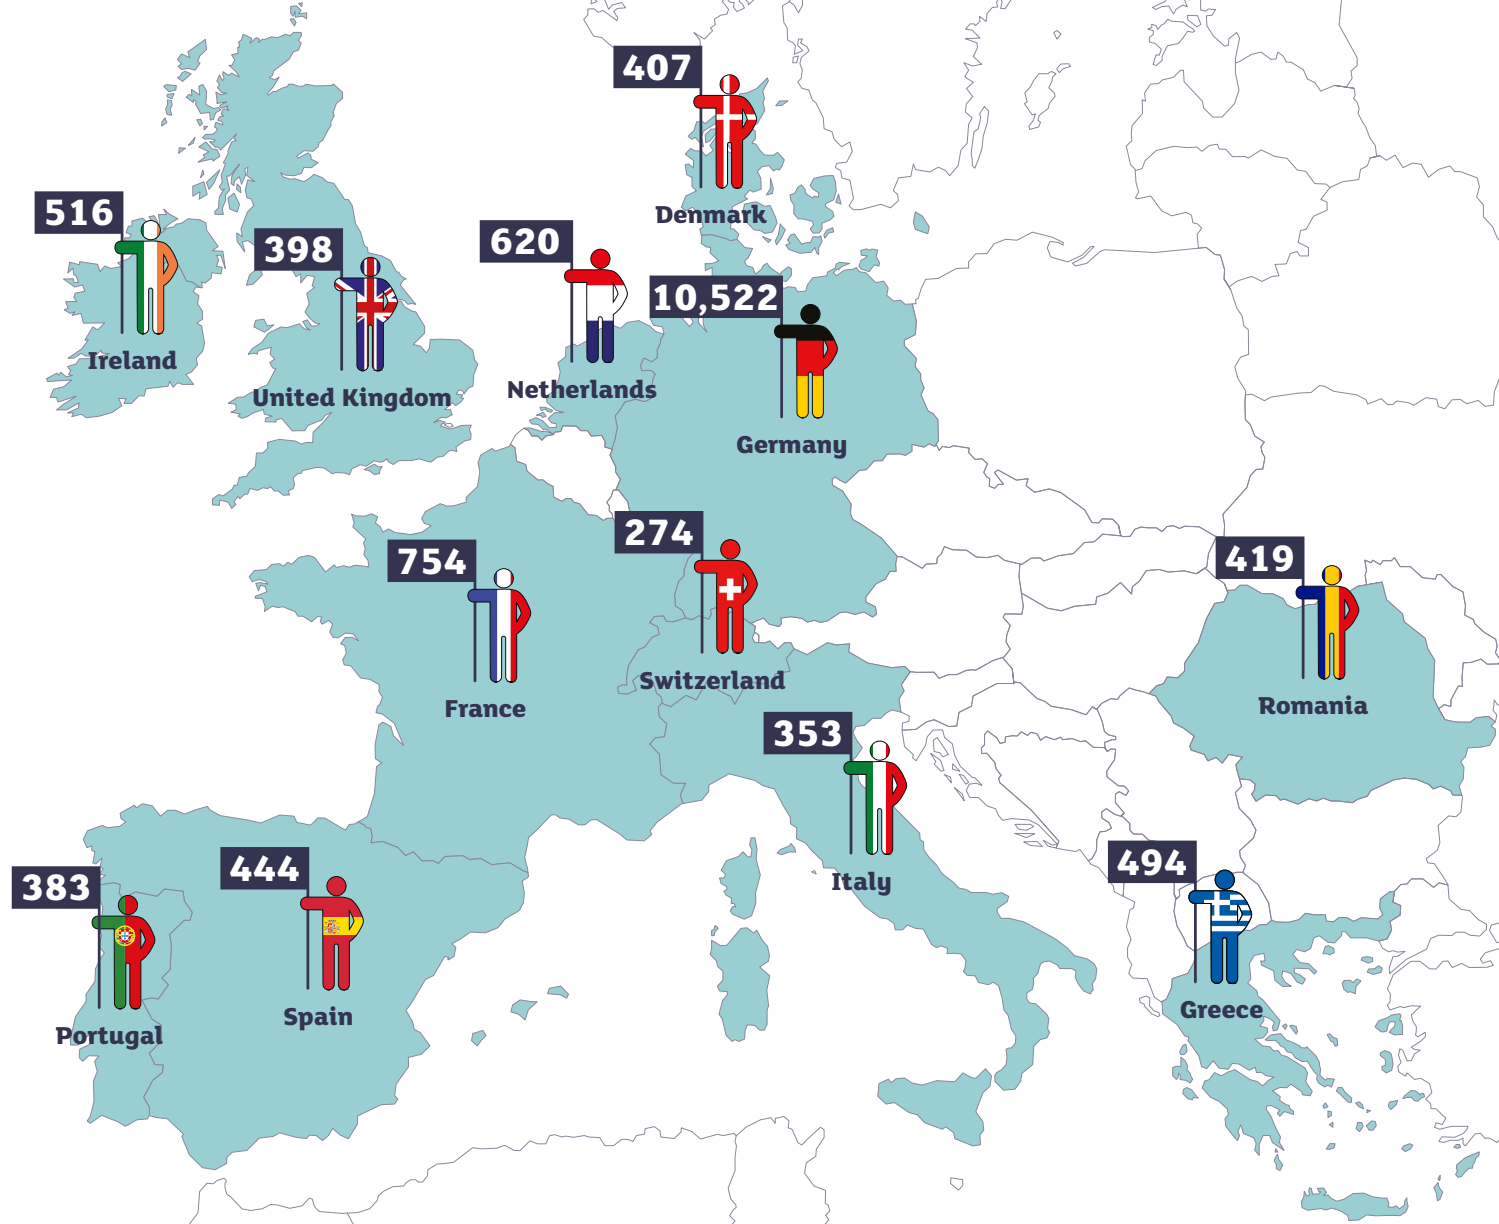 407
Denmark
516
Ireland
398
United Kingdom
620
Netherlands
10,522
Germany
274
Switzerland
754
France
419
Romania
353
Italy
383
Portugal
444
Spain
494
Greece